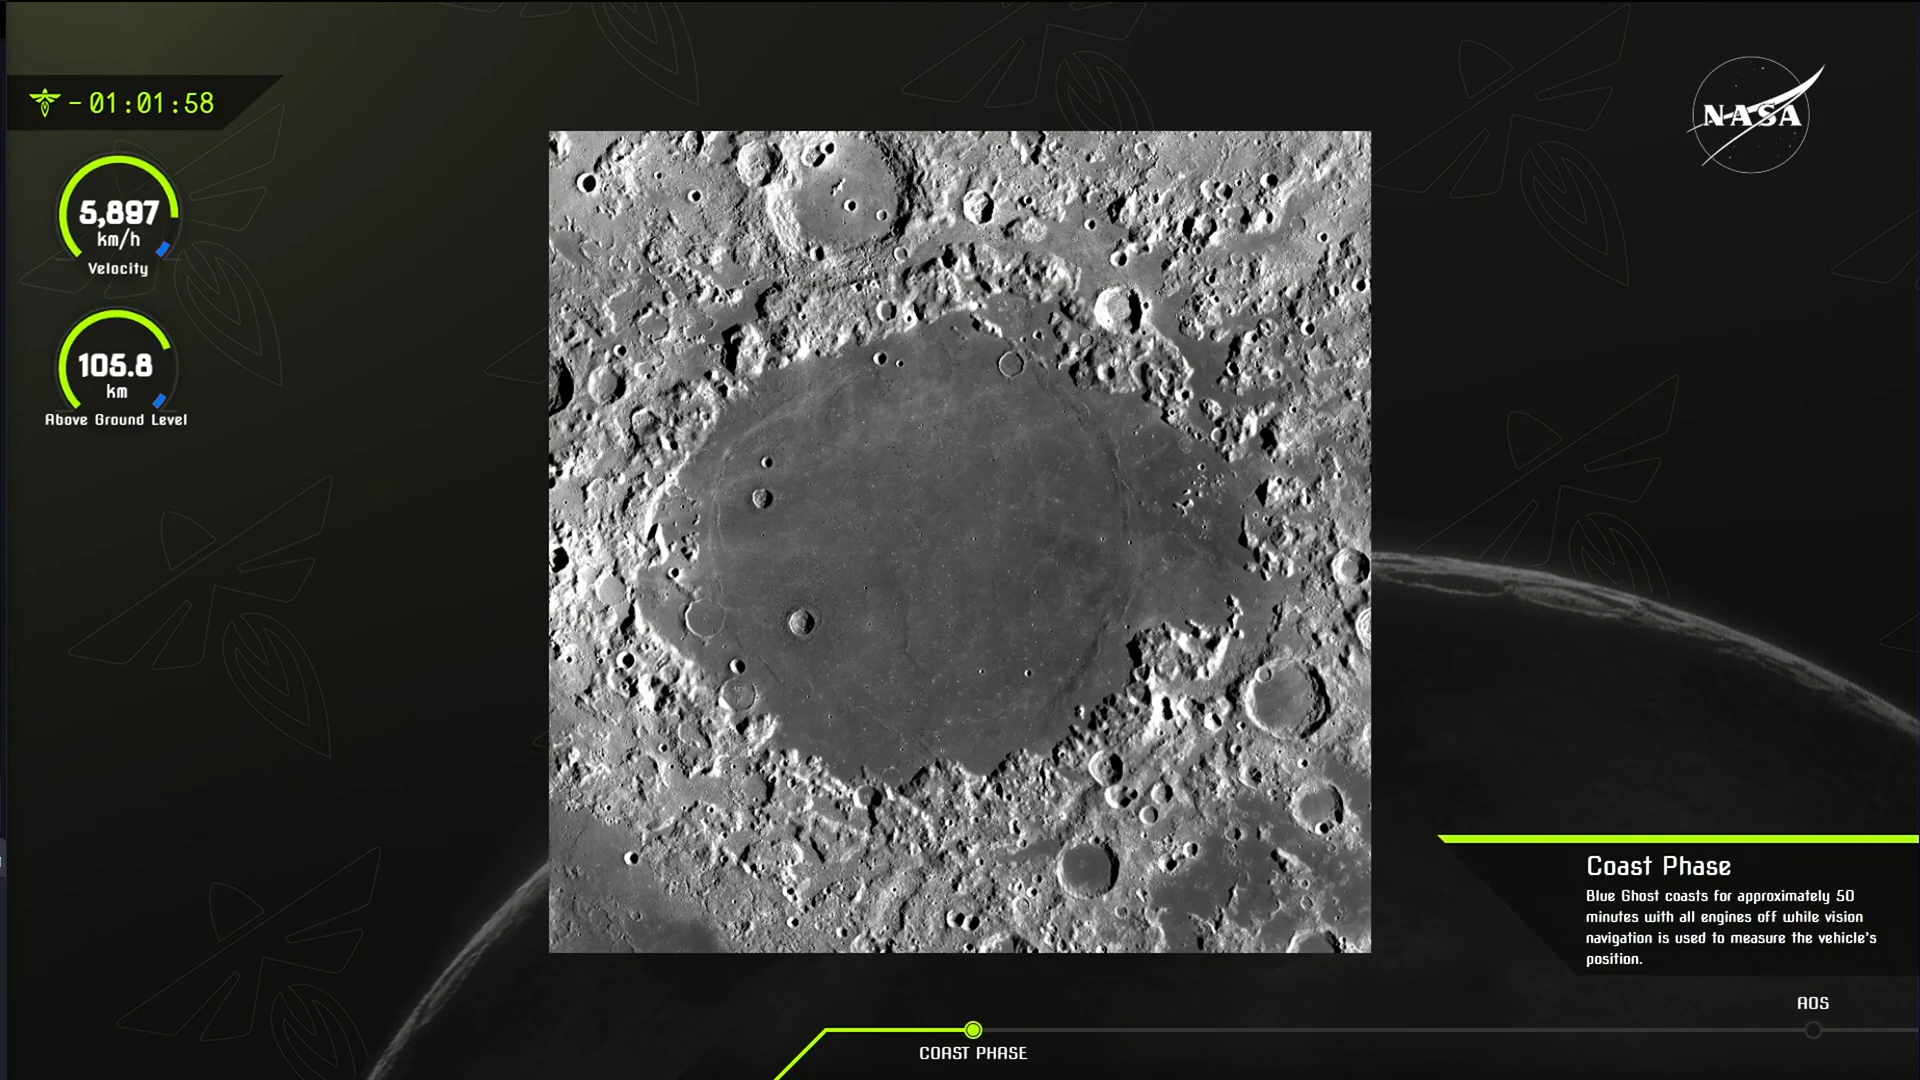 -01:01:58
NASA
5,897
km/h
Velocity
105.8
km
Above Ground Level
Coast Phase
Blue Ghost coasts for approximately 50
minutes with all engines off while vision
navigation is used to measure the vehicle's
position.
AOS
COAST PHASE